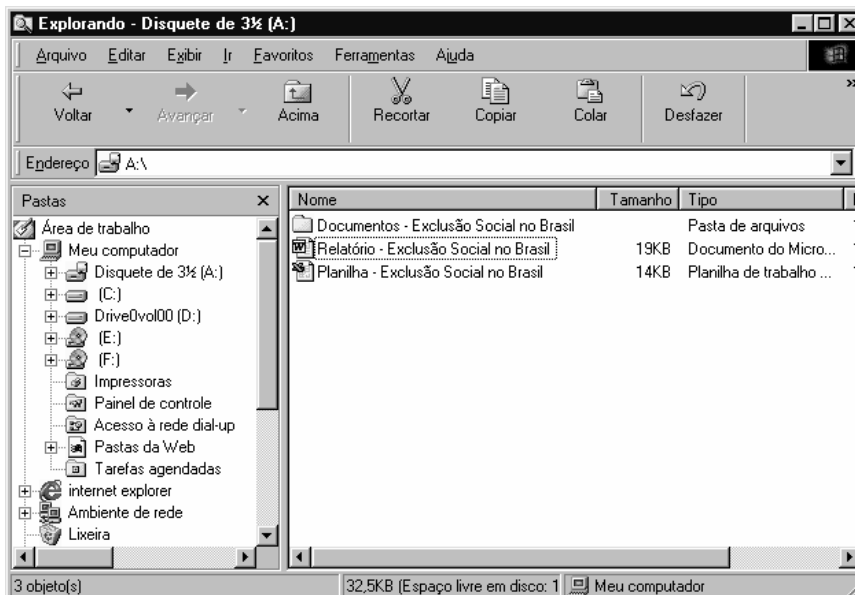 Explorando - Disquete de 3½ (A:)
Arquivo Editar Exibir Ir Favoritos Ferramentas Ajuda
Voltar Avançar Acima Recortar Copiar Colar Desfazer
Endereço A:\
Pastas
Área de trabalho
Meu computador
Disquete de 3½ (A:)
(C:)
Drive0vol00 (D:)
(E:)
(F:)
Impressoras
Painel de controle
Acesso à rede dial-up
Pastas da Web
Tarefas agendadas
internet explorer
Ambiente de rede
Lixeira
Nome Tamanho Tipo
Documentos - Exclusão Social no Brasil Pasta de arquivos
Relatório - Exclusão Social no Brasil 19KB Documento do Micro...
Planilha - Exclusão Social no Brasil 14KB Planilha de trabalho ...
3 objeto(s) 32,5KB (Espaço livre em disco: 1 Meu computador